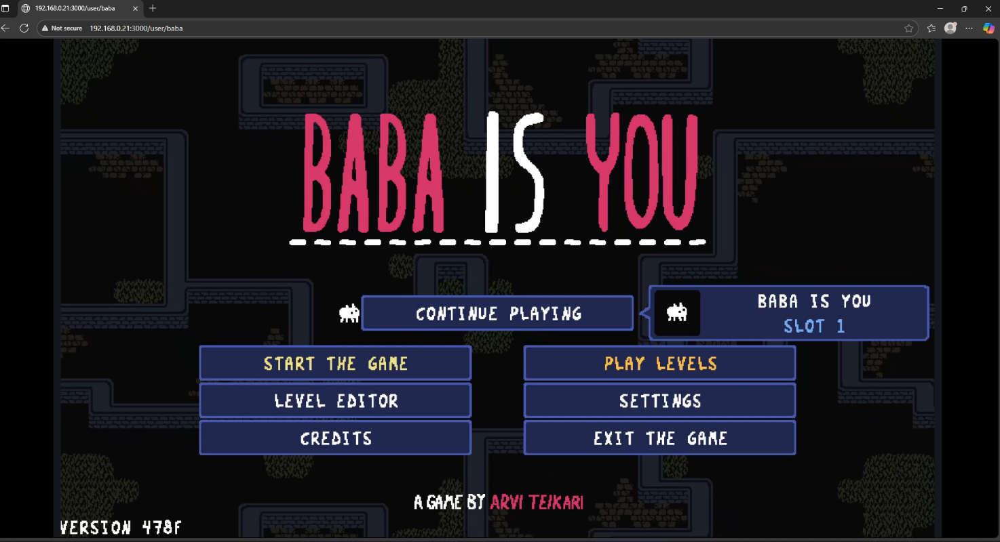 192.168.0.21:3000/user/baba
Not secure 192.168.0.21:3000/user/baba
BABA IS YOU
CONTINUE PLAYING
BABA IS YOU
SLOT 1
START THE GAME
PLAY LEVELS
LEVEL EDITOR
SETTINGS
CREDITS
EXIT THE GAME
A GAME BY ARVI TEIKARI
VERSION 478F